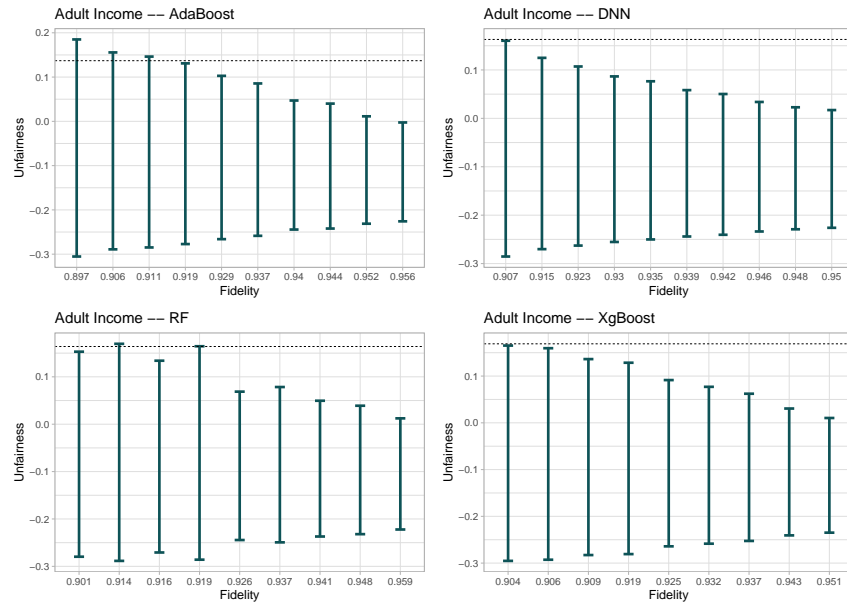 Adult Income −− AdaBoost
Unfairness
0.2
0.1
0.0
−0.1
−0.2
−0.3
0.897 0.906 0.911 0.919 0.929 0.937 0.94 0.944 0.952 0.956
Fidelity
Adult Income −− DNN
Unfairness
0.1
0.0
−0.1
−0.2
−0.3
0.907 0.915 0.923 0.93 0.935 0.939 0.942 0.946 0.948 0.95
Fidelity
Adult Income −− RF
Unfairness
0.1
0.0
−0.1
−0.2
−0.3
0.901 0.914 0.916 0.919 0.926 0.937 0.941 0.948 0.959
Fidelity
Adult Income −− XgBoost
Unfairness
0.1
0.0
−0.1
−0.2
−0.3
0.904 0.906 0.909 0.919 0.925 0.932 0.937 0.943 0.951
Fidelity